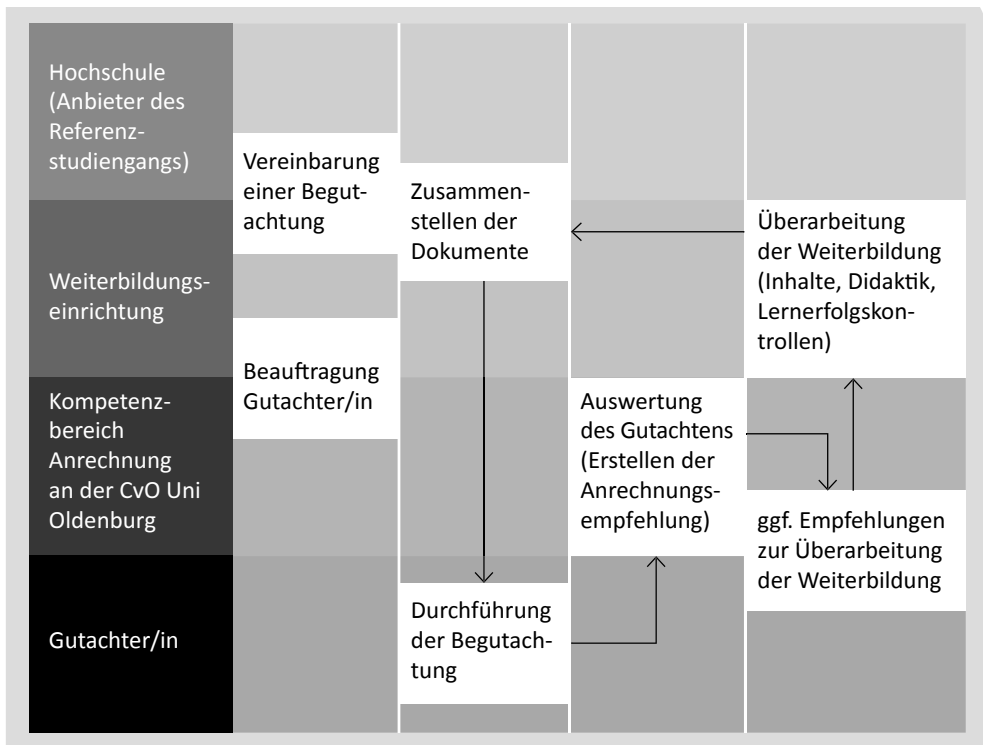 Hochschule
(Anbieter des
Referenz-
studiengangs)
Weiterbildungs-
einrichtung
Kompetenz-
bereich
Anrechnung
an der CvO Uni
Oldenburg
Gutachter/in
Vereinbarung
einer Begut-
achtung
Beauftragung
Gutachter/in
Zusammen-
stellen der
Dokumente
Durchführung
der Begutach-
tung
Auswertung
des Gutachtens
(Erstellen der
Anrechnungs-
empfehlung)
Überarbeitung
der Weiterbildung
(Inhalte, Didaktik,
Lernerfolgskon-
trollen)
ggf. Empfehlungen
zur Überarbeitung
der Weiterbildung